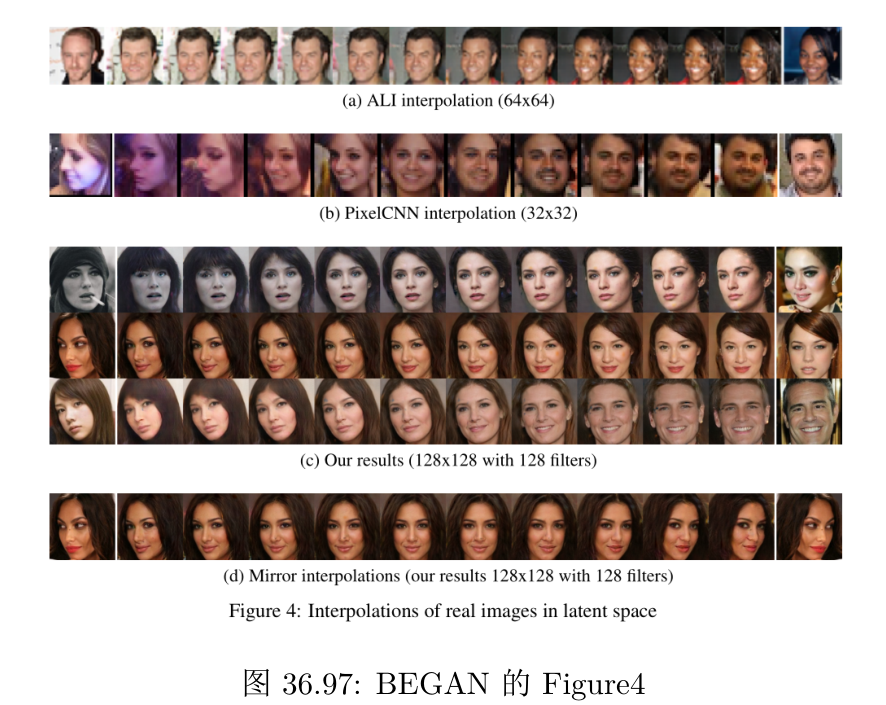 (a) ALI interpolation (64x64)
(b) PixelCNN interpolation (32x32)
(c) Our results (128x128 with 128 filters)
(d) Mirror interpolations (our results 128x128 with 128 filters)
Figure 4: Interpolations of real images in latent space
图 36.97: BEGAN 的 Figure4